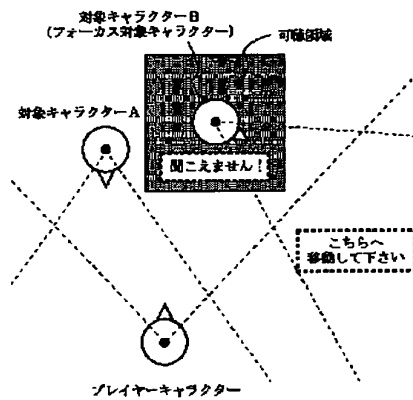 対象キャラクターB
(フォーカス対象キャラクター)
可聴領域
対象キャラクターA
聞こえません!
こちらへ
移動して下さい
プレイヤーキャラクター